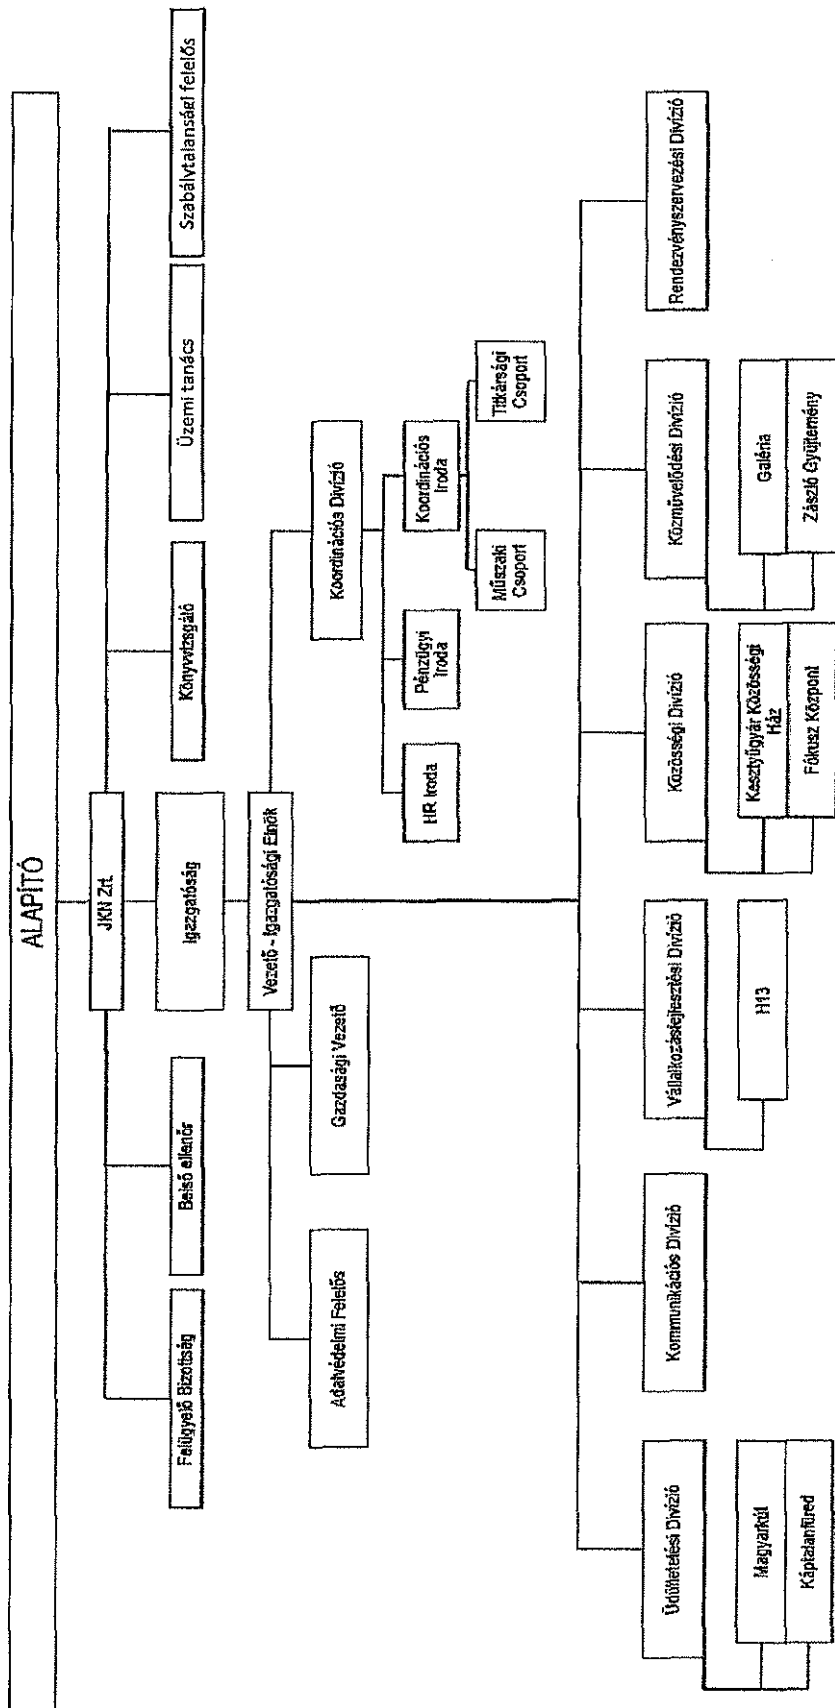 ALAPÍTÓ
JKN Zrt.
Felügyelő Bizottság
Belső ellenőr
Igazgatóság
Könyvvizsgáló
Üzemi tanács
Szabálytalansági felelős
Vezető - Igazgatósági Elnök
Adatvédelmi Felelős
Gazdasági Vezető
Koordinációs Divízió
HR Iroda
Pénzügyi
Iroda
Koordinációs
Iroda
Műszaki
Csoport
Titkársági
Csoport
Üdültetési Divízió
Kommunikációs Divízió
Vállalkozásfejlesztési Divízió
Közösségi Divízió
Közművelődési Divízió
Rendezvényszervezési Divízió
Magyarkút
Káptalanfüred
H13
Kesztyűgyár Közösségi
Ház
Fókusz Központ
Galéria
Zászló Gyűjtemény